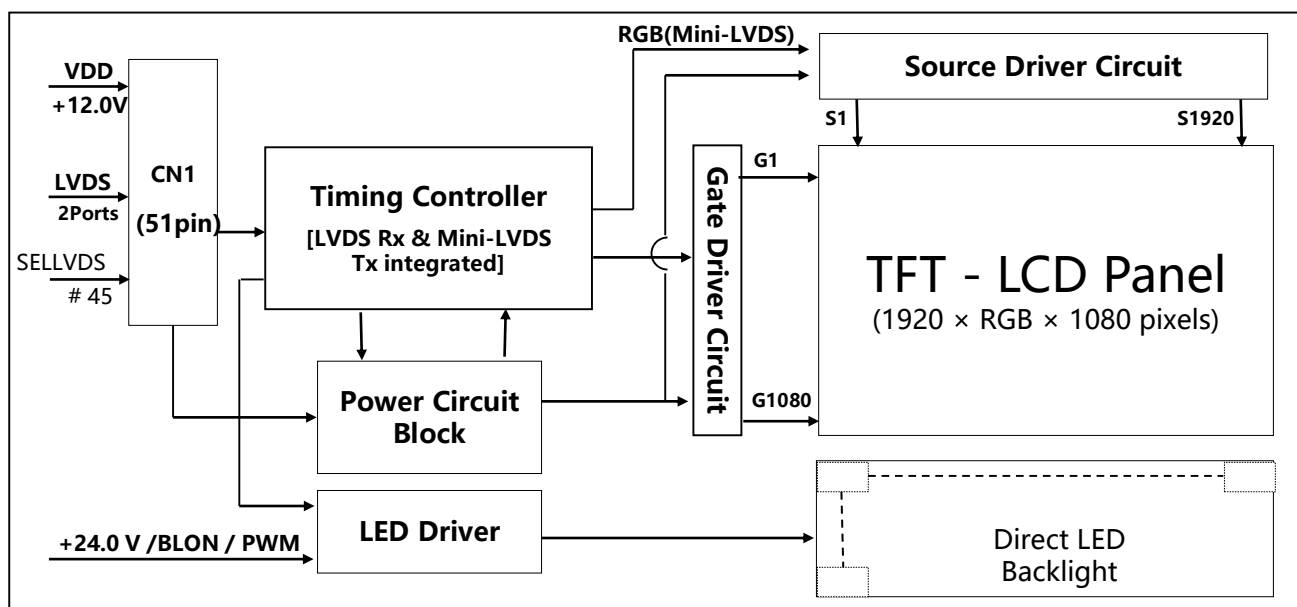 RGB(Mini-LVDS)
Source Driver Circuit
S1
S1920
VDD
+12.0V
LVDS
2Ports
SELLVDS
# 45
CN1
(51pin)
Timing Controller
[LVDS Rx & Mini-LVDS
Tx integrated]
Gate Driver Circuit
G1
G1080
TFT - LCD Panel
(1920 × RGB × 1080 pixels)
Power Circuit
Block
+24.0 V /BLON / PWM
LED Driver
Direct LED
Backlight